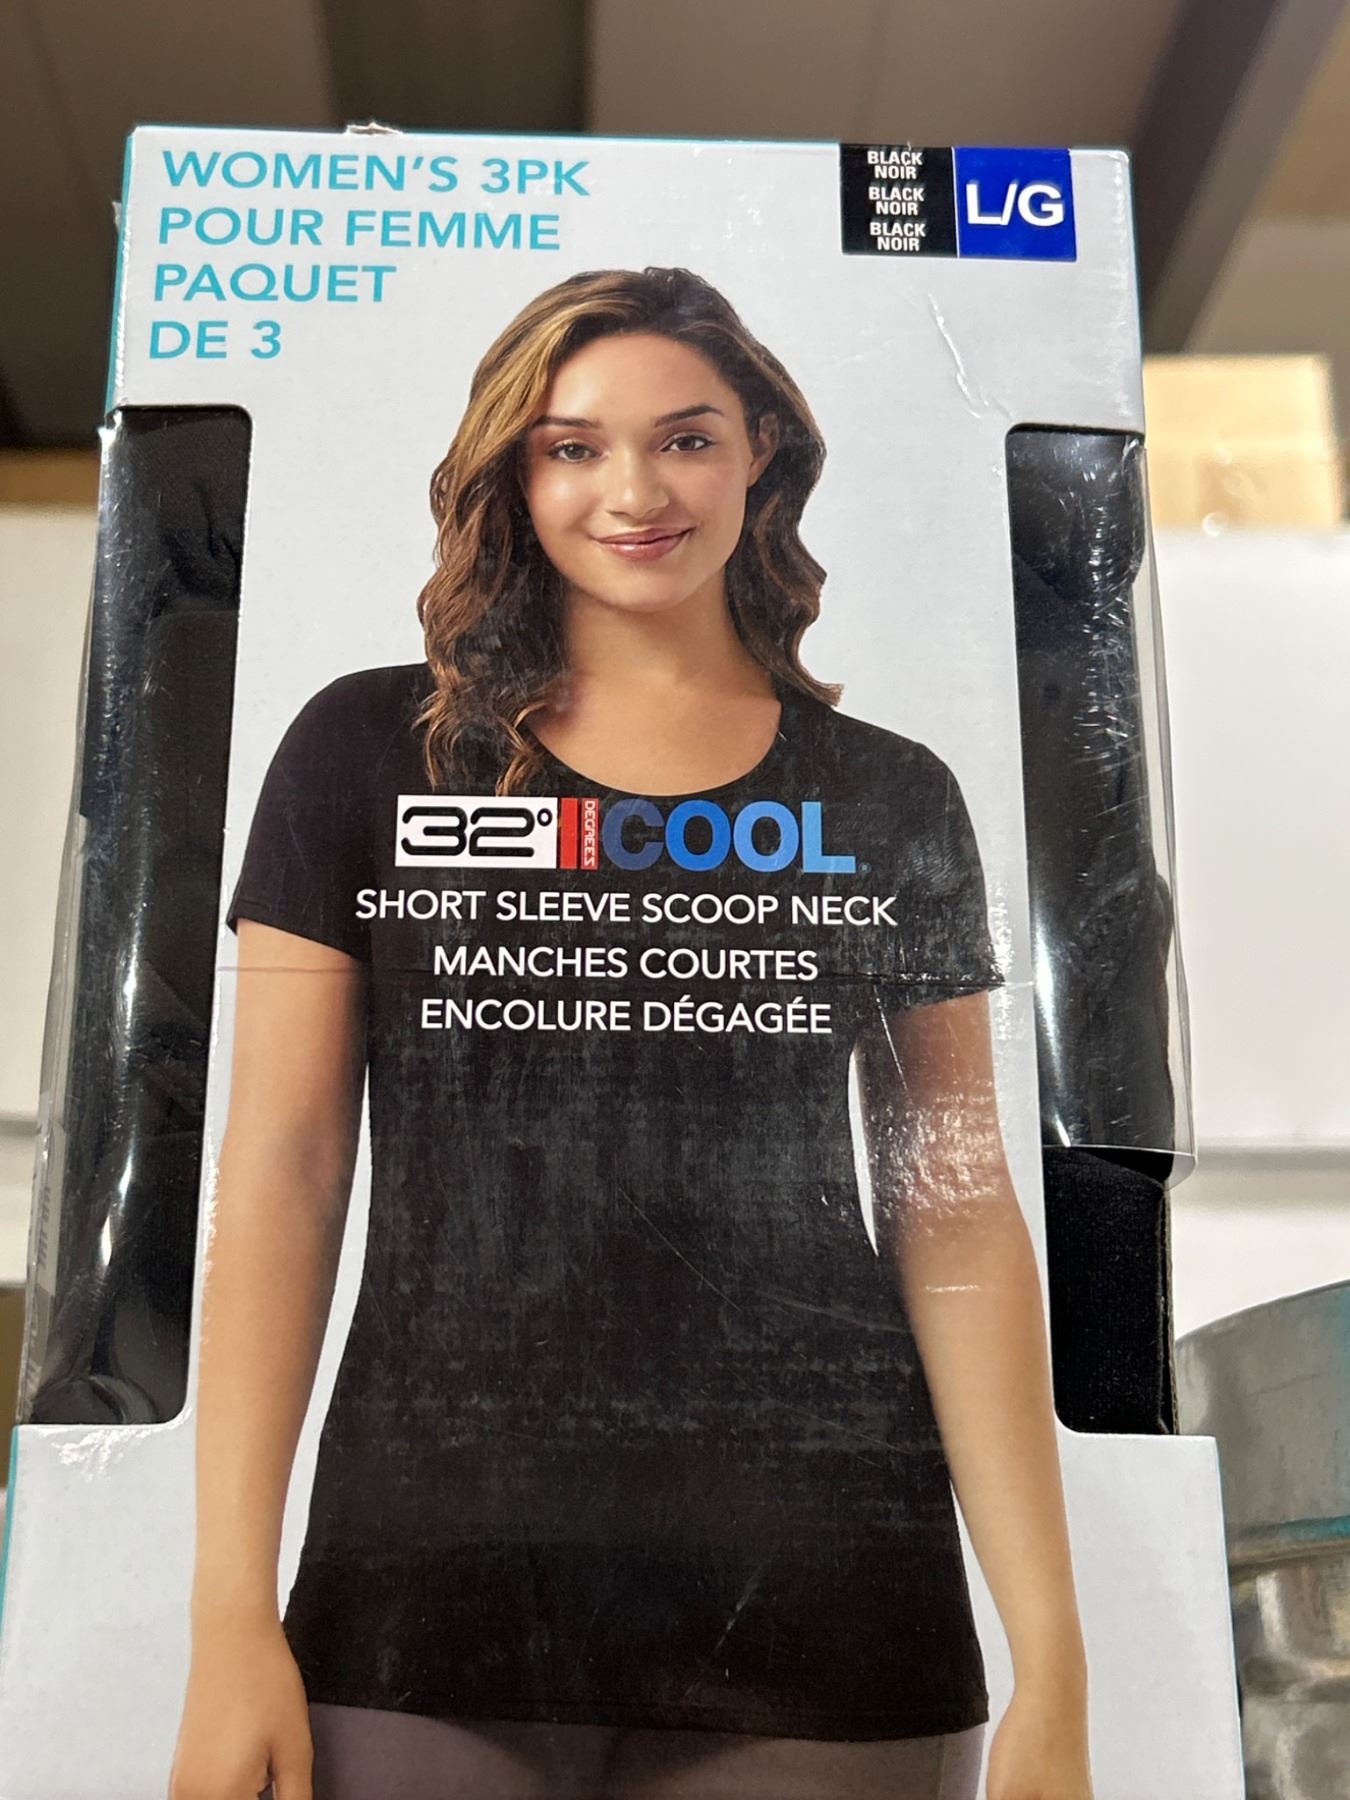 WOMEN'S 3PK
POUR FEMME
PAQUET
DE 3
BLACK
NOIR
BLACK
NOIR
BLACK
NOIR
L/G
32° DEGREES COOL
SHORT SLEEVE SCOOP NECK
MANCHES COURTES
ENCOLURE DÉGAGÉE